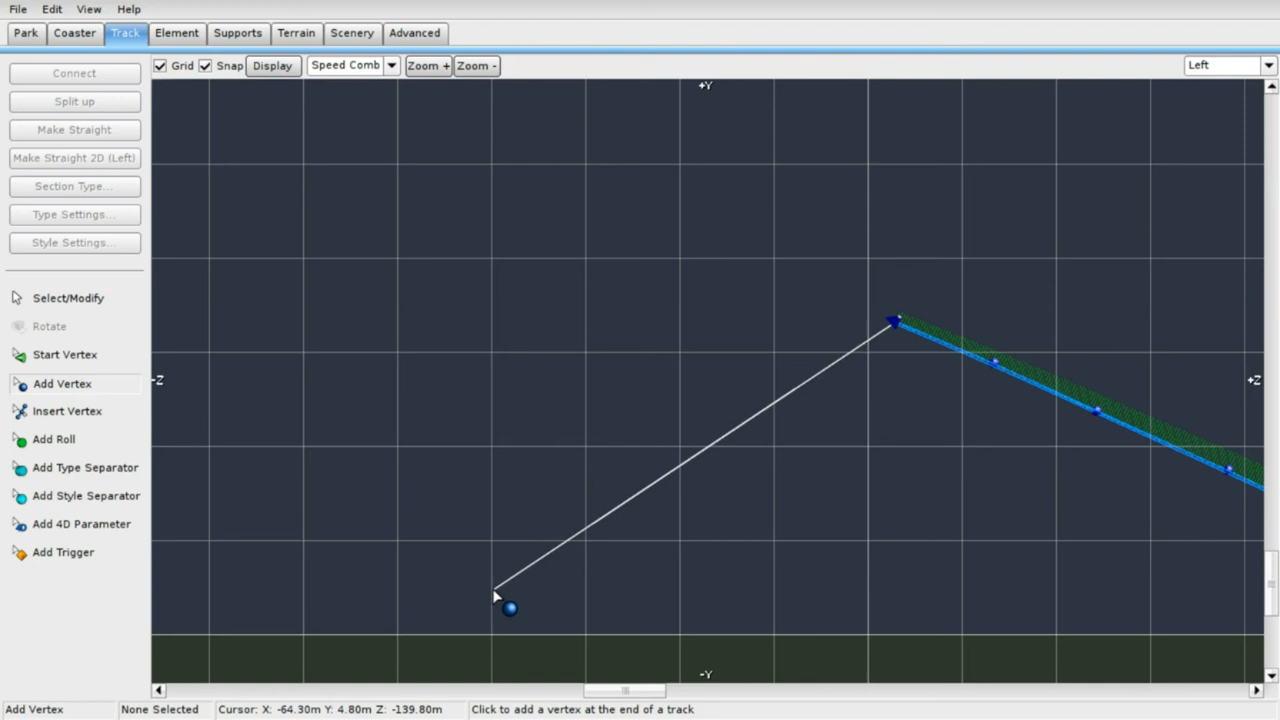 File Edit View Help
Park Coaster Track Element Supports Terrain Scenery Advanced
Grid Snap Display Speed Comb Zoom + Zoom - Left
Connect
Split up
Make Straight
Make Straight 2D (Left)
Section Type...
Type Settings...
Style Settings...
Select/Modify
Rotate
Start Vertex
Add Vertex
Insert Vertex
Add Roll
Add Type Separator
Add Style Separator
Add 4D Parameter
Add Trigger
+Y
-Z
+Z
-Y
Add Vertex None Selected Cursor: X: -64.30m Y: 4.80m Z: -139.80m Click to add a vertex at the end of a track